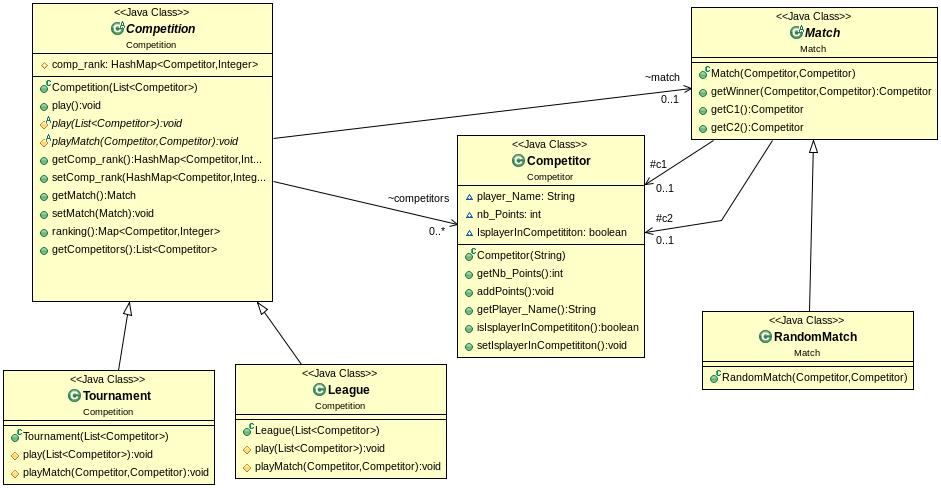 <<Java Class>>
Competition
Competition
comp_rank: HashMap<Competitor,Integer>
Competition(List<Competitor>)
play():void
play(List<Competitor>):void
playMatch(Competitor,Competitor):void
getComp_rank():HashMap<Competitor,Int...
setComp_rank(HashMap<Competitor,Integ...
getMatch():Match
setMatch(Match):void
ranking():Map<Competitor,Integer>
getCompetitors():List<Competitor>
~match
0..1
~competitors
0..*
<<Java Class>>
Match
Match
Match(Competitor,Competitor)
getWinner(Competitor,Competitor):Competitor
getC1():Competitor
getC2():Competitor
#c1
0..1
#c2
0..1
<<Java Class>>
Competitor
Competitor
player_Name: String
nb_Points: int
IsplayerInCompetititon: boolean
Competitor(String)
getNb_Points():int
addPoints():void
getPlayer_Name():String
isIsplayerInCompetititon():boolean
setIsplayerInCompetititon():void
<<Java Class>>
RandomMatch
Match
RandomMatch(Competitor,Competitor)
<<Java Class>>
Tournament
Competition
Tournament(List<Competitor>)
play(List<Competitor>):void
playMatch(Competitor,Competitor):void
<<Java Class>>
League
Competition
League(List<Competitor>)
play(List<Competitor>):void
playMatch(Competitor,Competitor):void